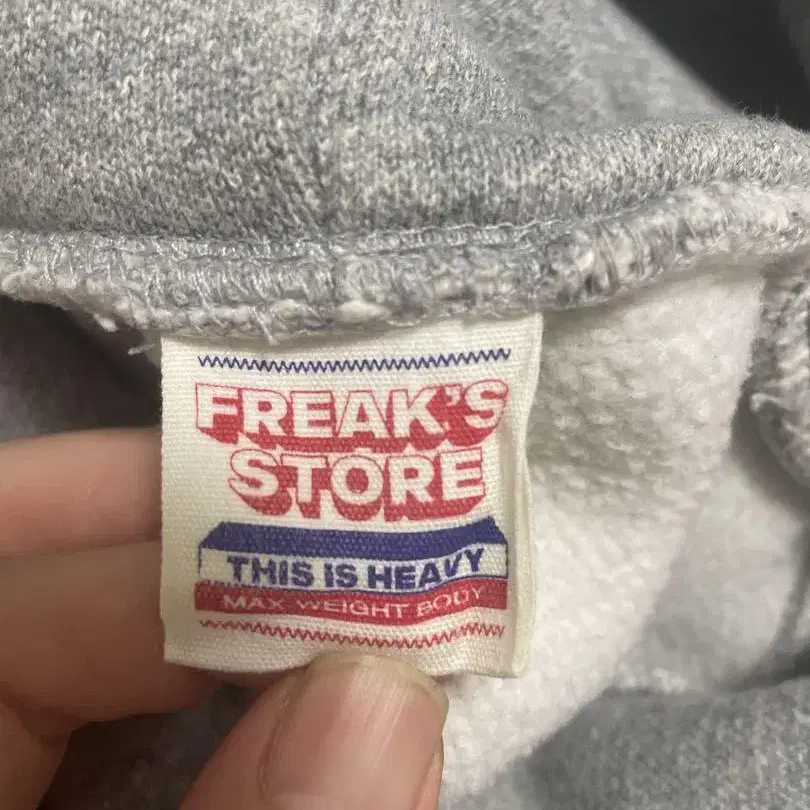 FREAK'S
STORE
THIS IS HEAVY
MAX WEIGHT BODY